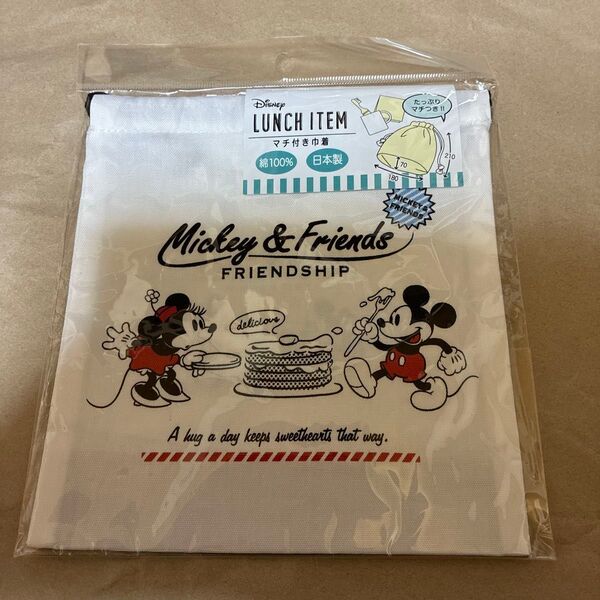 Disney
LUNCH ITEM
マチ付き巾着
綿100%
日本製
たっぷり
マチつき!!
210
70
180
MICKEY &
FRIENDS
Mickey & Friends
FRIENDSHIP
delicious
A hug a day keeps sweethearts that way.